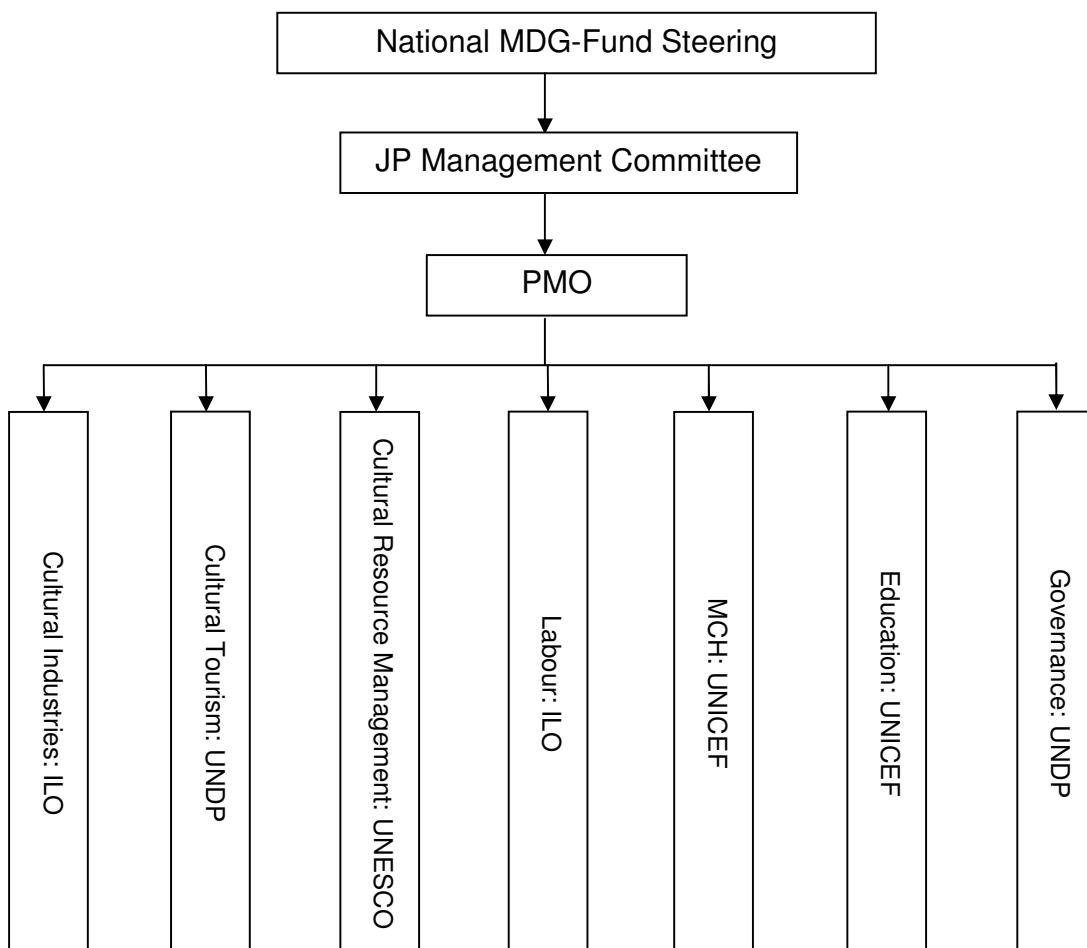 National MDG-Fund Steering
JP Management Committee
PMO
Cultural Industries: ILO
Cultural Tourism: UNDP
Cultural Resource Management: UNESCO
Labour: ILO
MCH: UNICEF
Education: UNICEF
Governance: UNDP